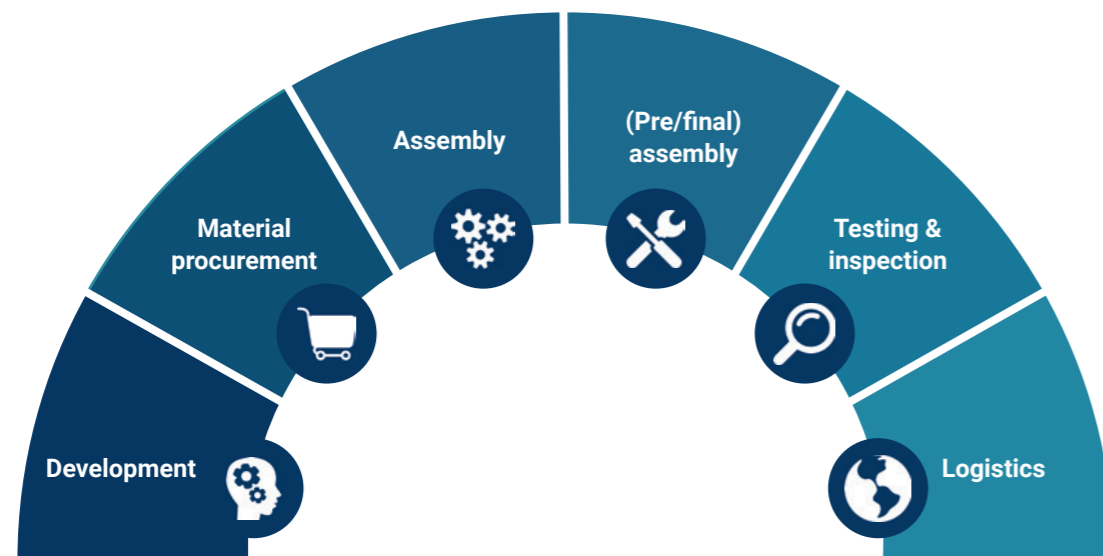 Development
Material
procurement
Assembly
(Pre/final)
assembly
Testing &
inspection
Logistics